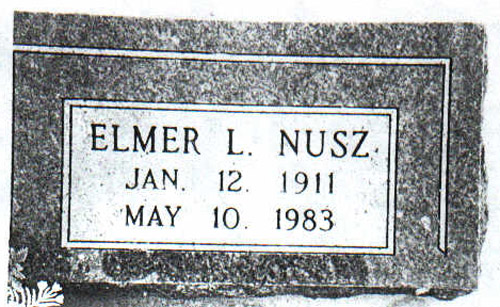 ELMER L. NUSZ
JAN. 12. 1911
MAY 10. 1983